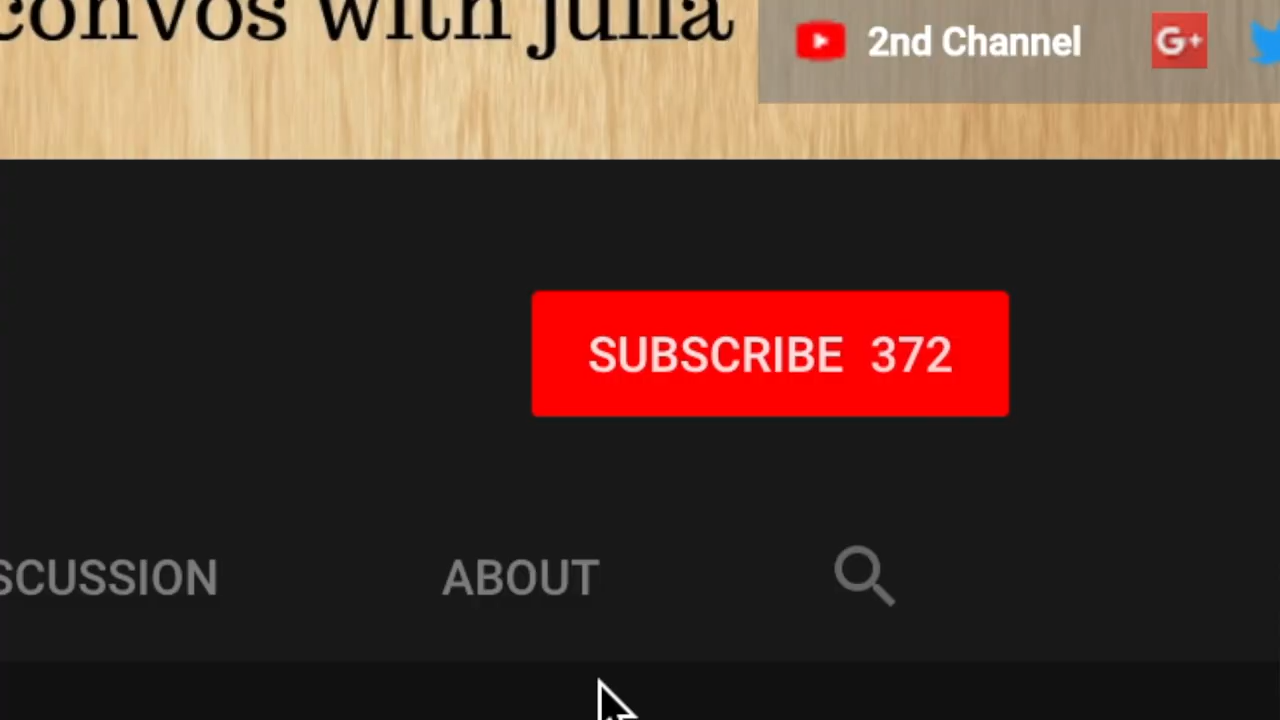 convos with julia
2nd Channel
G+
SUBSCRIBE 372
SCUSSION
ABOUT